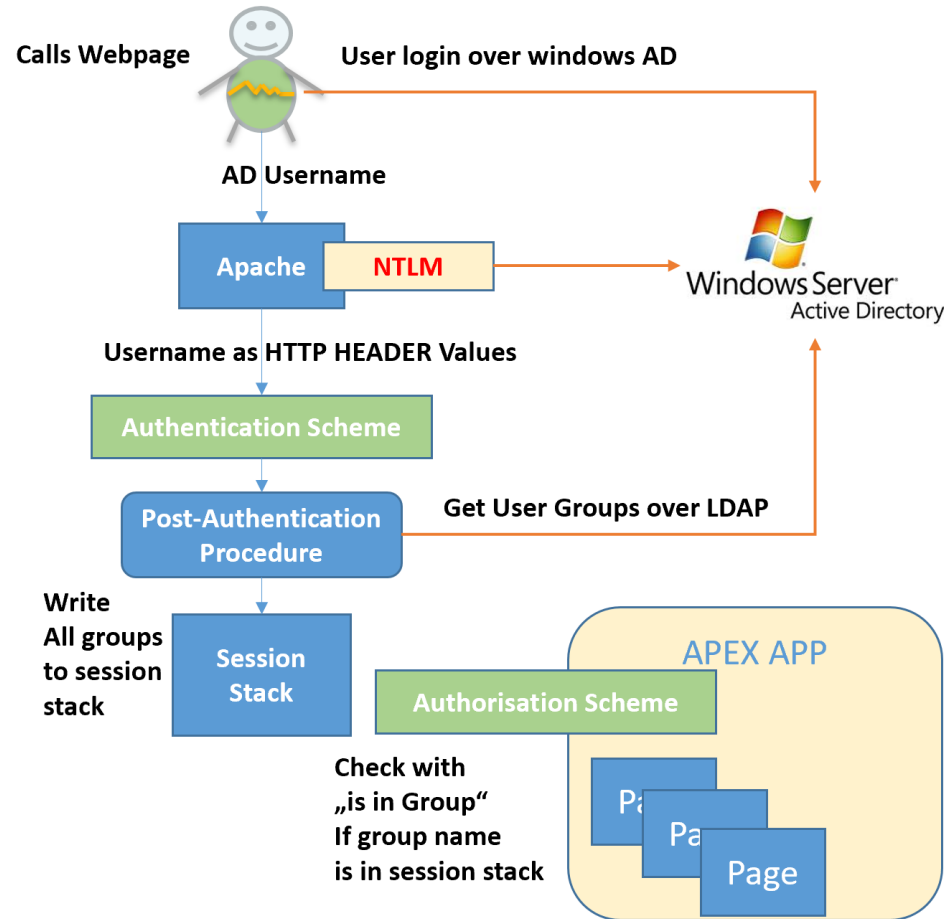 Calls Webpage
User login over windows AD
AD Username
Apache
NTLM
Windows Server
Active Directory
Username as HTTP HEADER Values
Authentication Scheme
Post-Authentication
Procedure
Get User Groups over LDAP
Write
All groups
to session
stack
Session
Stack
APEX APP
Authorisation Scheme
Check with
„is in Group“
If group name
is in session stack
Pa
Pa
Page